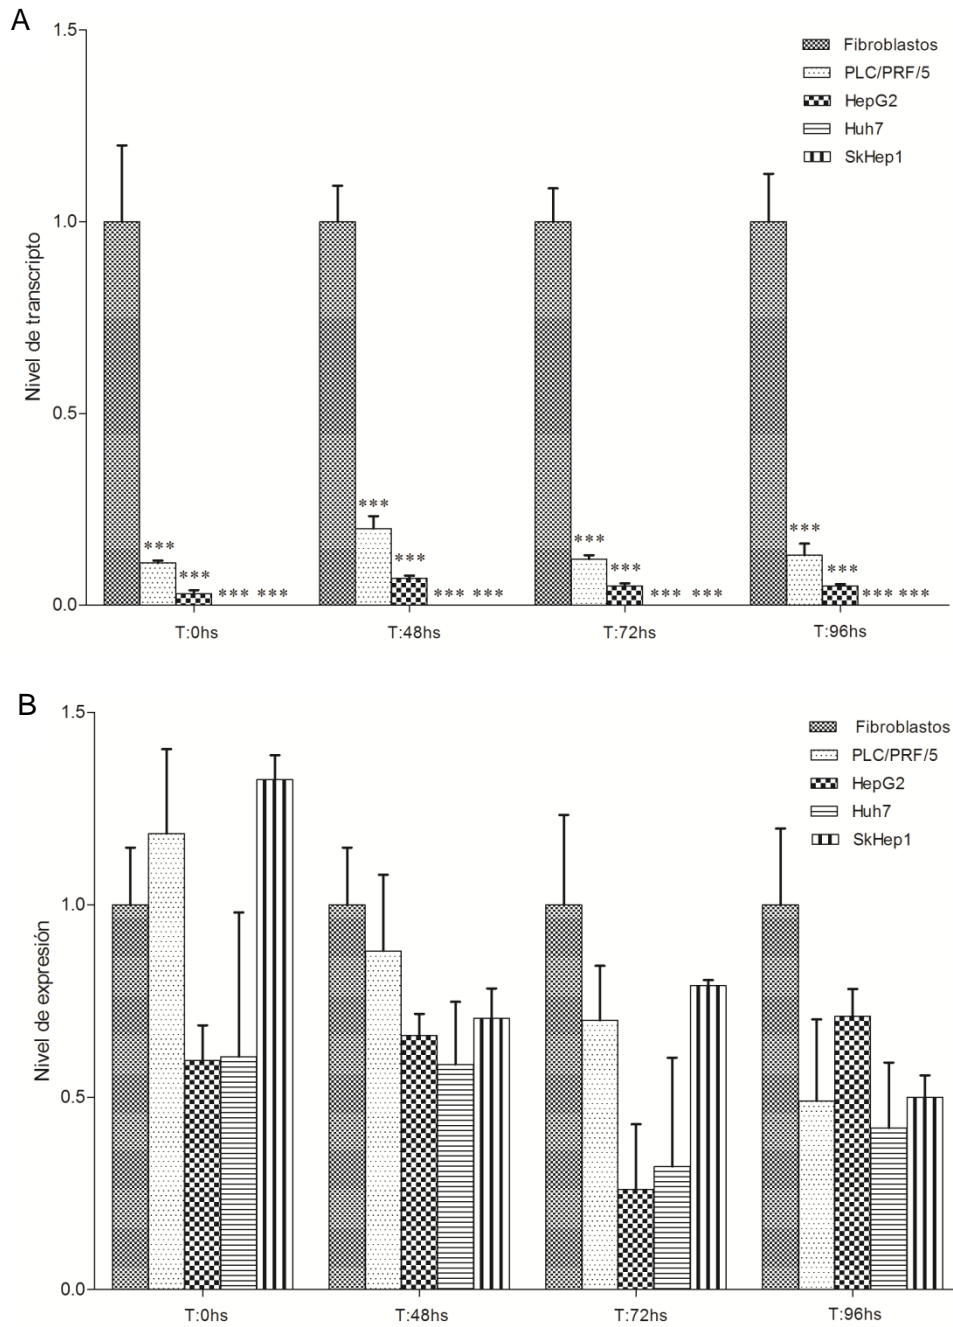 A
1.5
Fibroblastos
PLC/PRF/5
HepG2
Huh7
SkHep1
1.0
Nivel de transcripto
0.5
***
***
*** ***
***
***
*** ***
***
***
*** ***
***
***
*** ***
0.0
T:0hs
T:48hs
T:72hs
T:96hs
B
1.5
Fibroblastos
PLC/PRF/5
HepG2
Huh7
SkHep1
1.0
Nivel de expresión
0.5
0.0
T:0hs
T:48hs
T:72hs
T:96hs